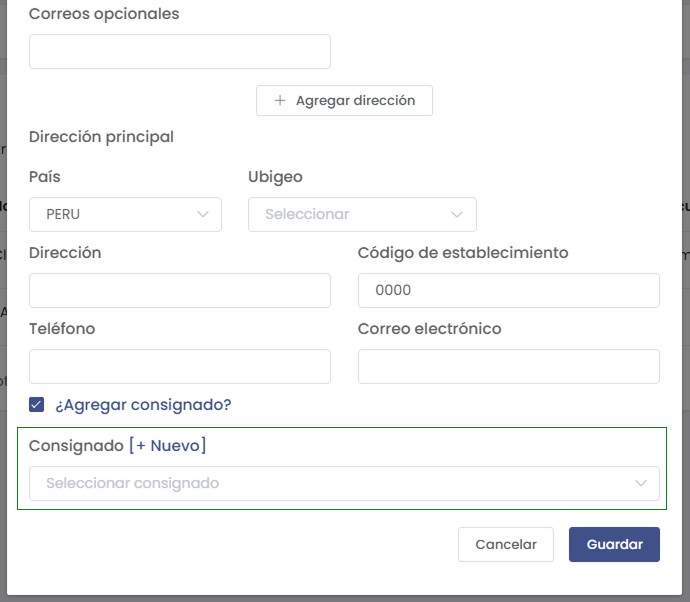 Correos opcionales
+ Agregar dirección
Dirección principal
País Ubigeo
PERU Seleccionar
Dirección Código de establecimiento
0000
Teléfono Correo electrónico
¿Agregar consignado?
Consignado [+ Nuevo]
Seleccionar consignado
Cancelar Guardar